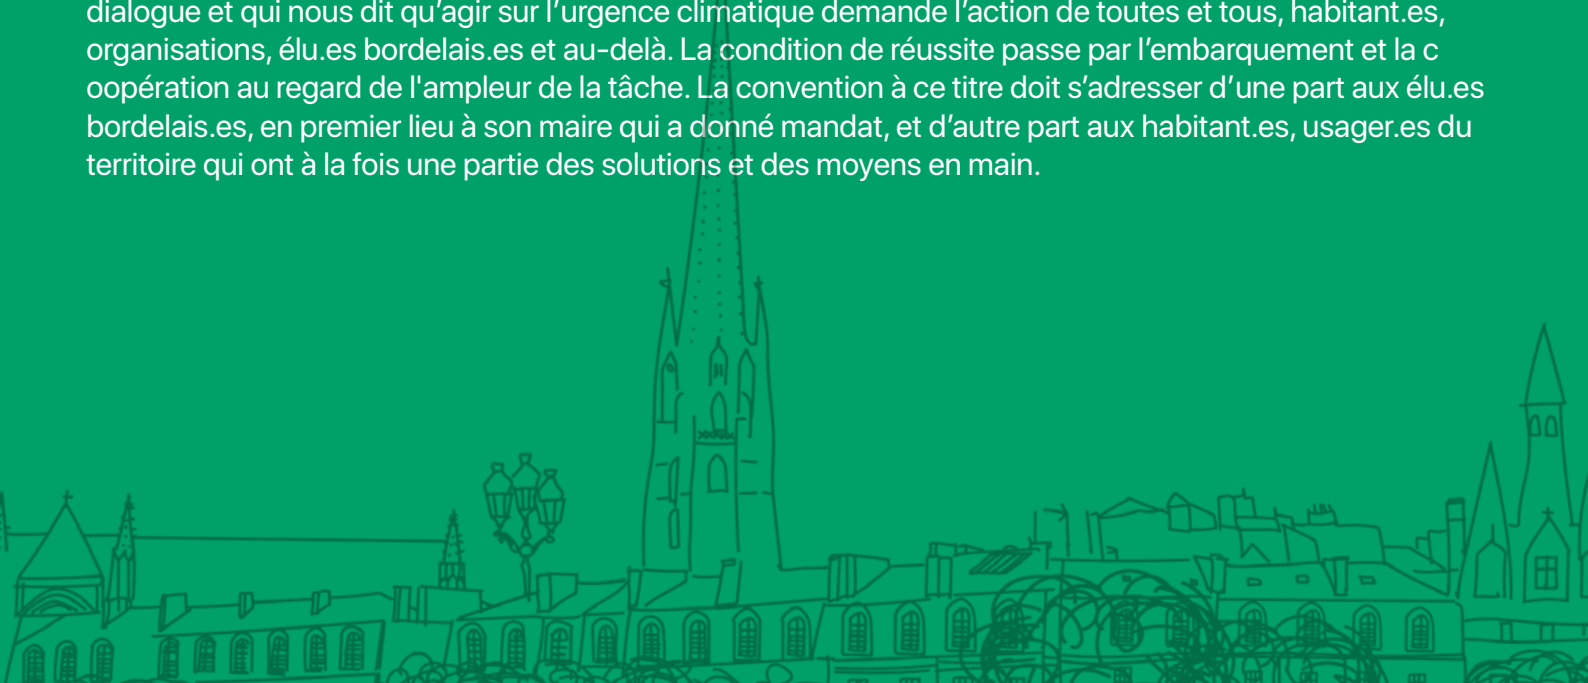 dialogue et qui nous dit qu’agir sur l’urgence climatique demande l’action de toutes et tous, habitant.es,
organisations, élu.es bordelais.es et au-delà. La condition de réussite passe par l’embarquement et la c
oopération au regard de l'ampleur de la tâche. La convention à ce titre doit s’adresser d’une part aux élu.es
bordelais.es, en premier lieu à son maire qui a donné mandat, et d’autre part aux habitant.es, usager.es du
territoire qui ont à la fois une partie des solutions et des moyens en main.